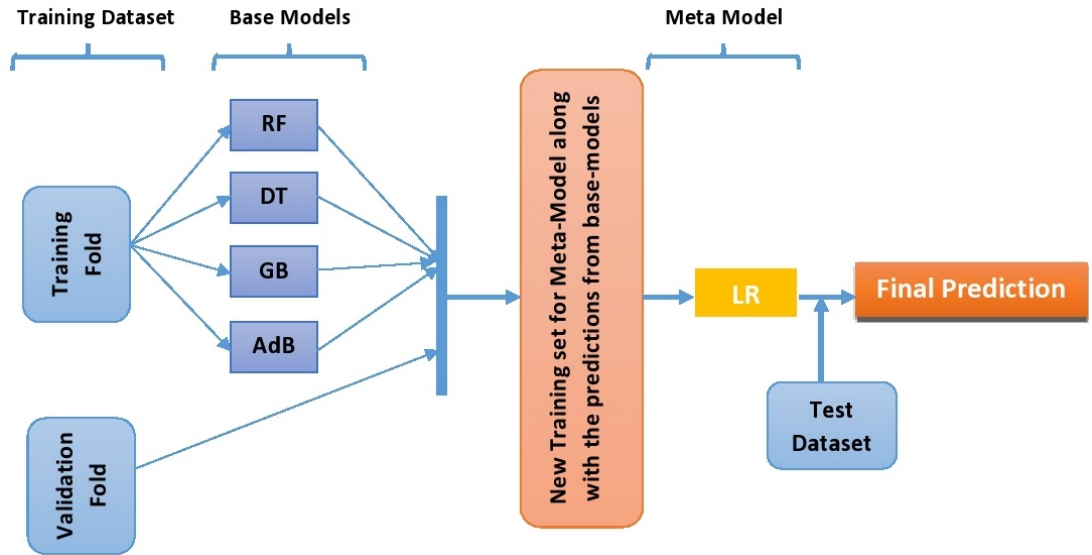 Training Dataset
Base Models
Meta Model
Training
Fold
Validation
Fold
RF
DT
GB
AdB
New Training set for Meta-Model along
with the predictions from base-models
LR
Final Prediction
Test
Dataset